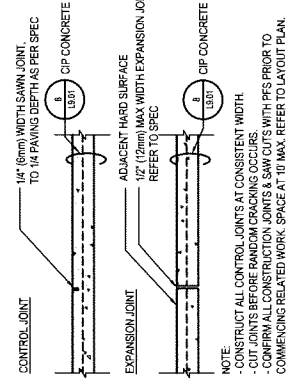 CONTROL JOINT
1/4" (6mm) WIDTH SAWN JOINT,
TO 1/4 PAVING DEPTH AS PER SPEC
B
L9.01
CIP CONCRETE
EXPANSION JOINT
ADJACENT HARD SURFACE
1/2" (12mm) MAX WIDTH EXPANSION JO
REFER TO SPEC
B
L9.01
CIP CONCRETE
NOTE:
- CONSTRUCT ALL CONTROL JOINTS AT CONSISTENT WIDTH.
- CUT JOINTS BEFORE RANDOM CRACKING OCCURS.
- CONFIRM ALL CONSTRUCTION JOINTS & SAW CUTS WITH PFS PRIOR TO
COMMENCING RELATED WORK. SPACE AT 10' MAX. REFER TO LAYOUT PLAN.